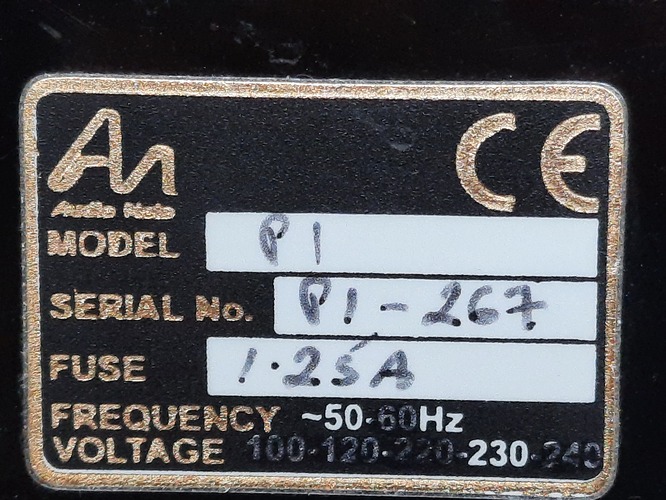 AN
Audio Note
CE
MODEL P1
SERIAL No. P1-267
FUSE 1.25A
FREQUENCY ~50-60Hz
VOLTAGE 100-120-220-230-240